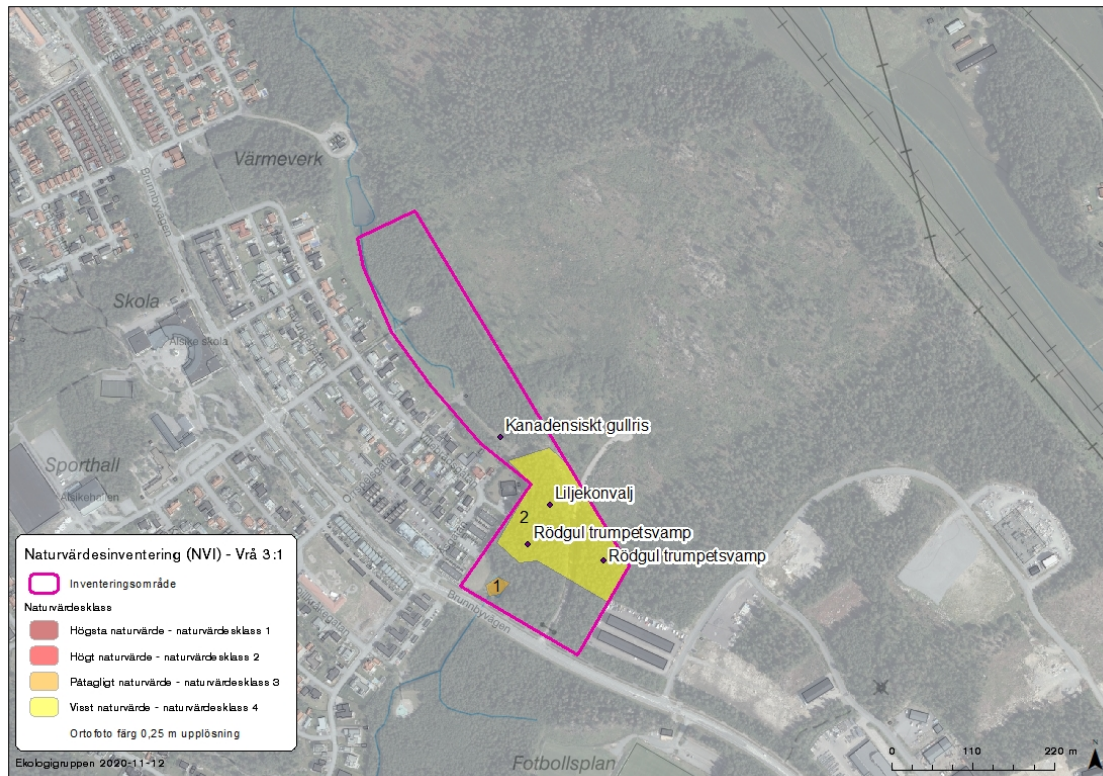 Värmeverk
Brunnbyvägen
Skola
Alsike skola
Kanadensiskt gullris
Sporthall
Alsikehallen
Liljekonvalj
2
Rödgul trumpetsvamp
Rödgul trumpetsvamp
1
Brunnbyvägen
Naturvärdesinventering (NVI) - Vrå 3:1
Inventeringsområde
Naturvärdesklass
Högsta naturvärde - naturvärdesklass 1
Högt naturvärde - naturvärdesklass 2
Påtagligt naturvärde - naturvärdesklass 3
Visst naturvärde - naturvärdesklass 4
Ortofoto färg 0,25 m upplösning
Ekologigruppen 2020-11-12
Fotbollsplan
0 110 220 m
N